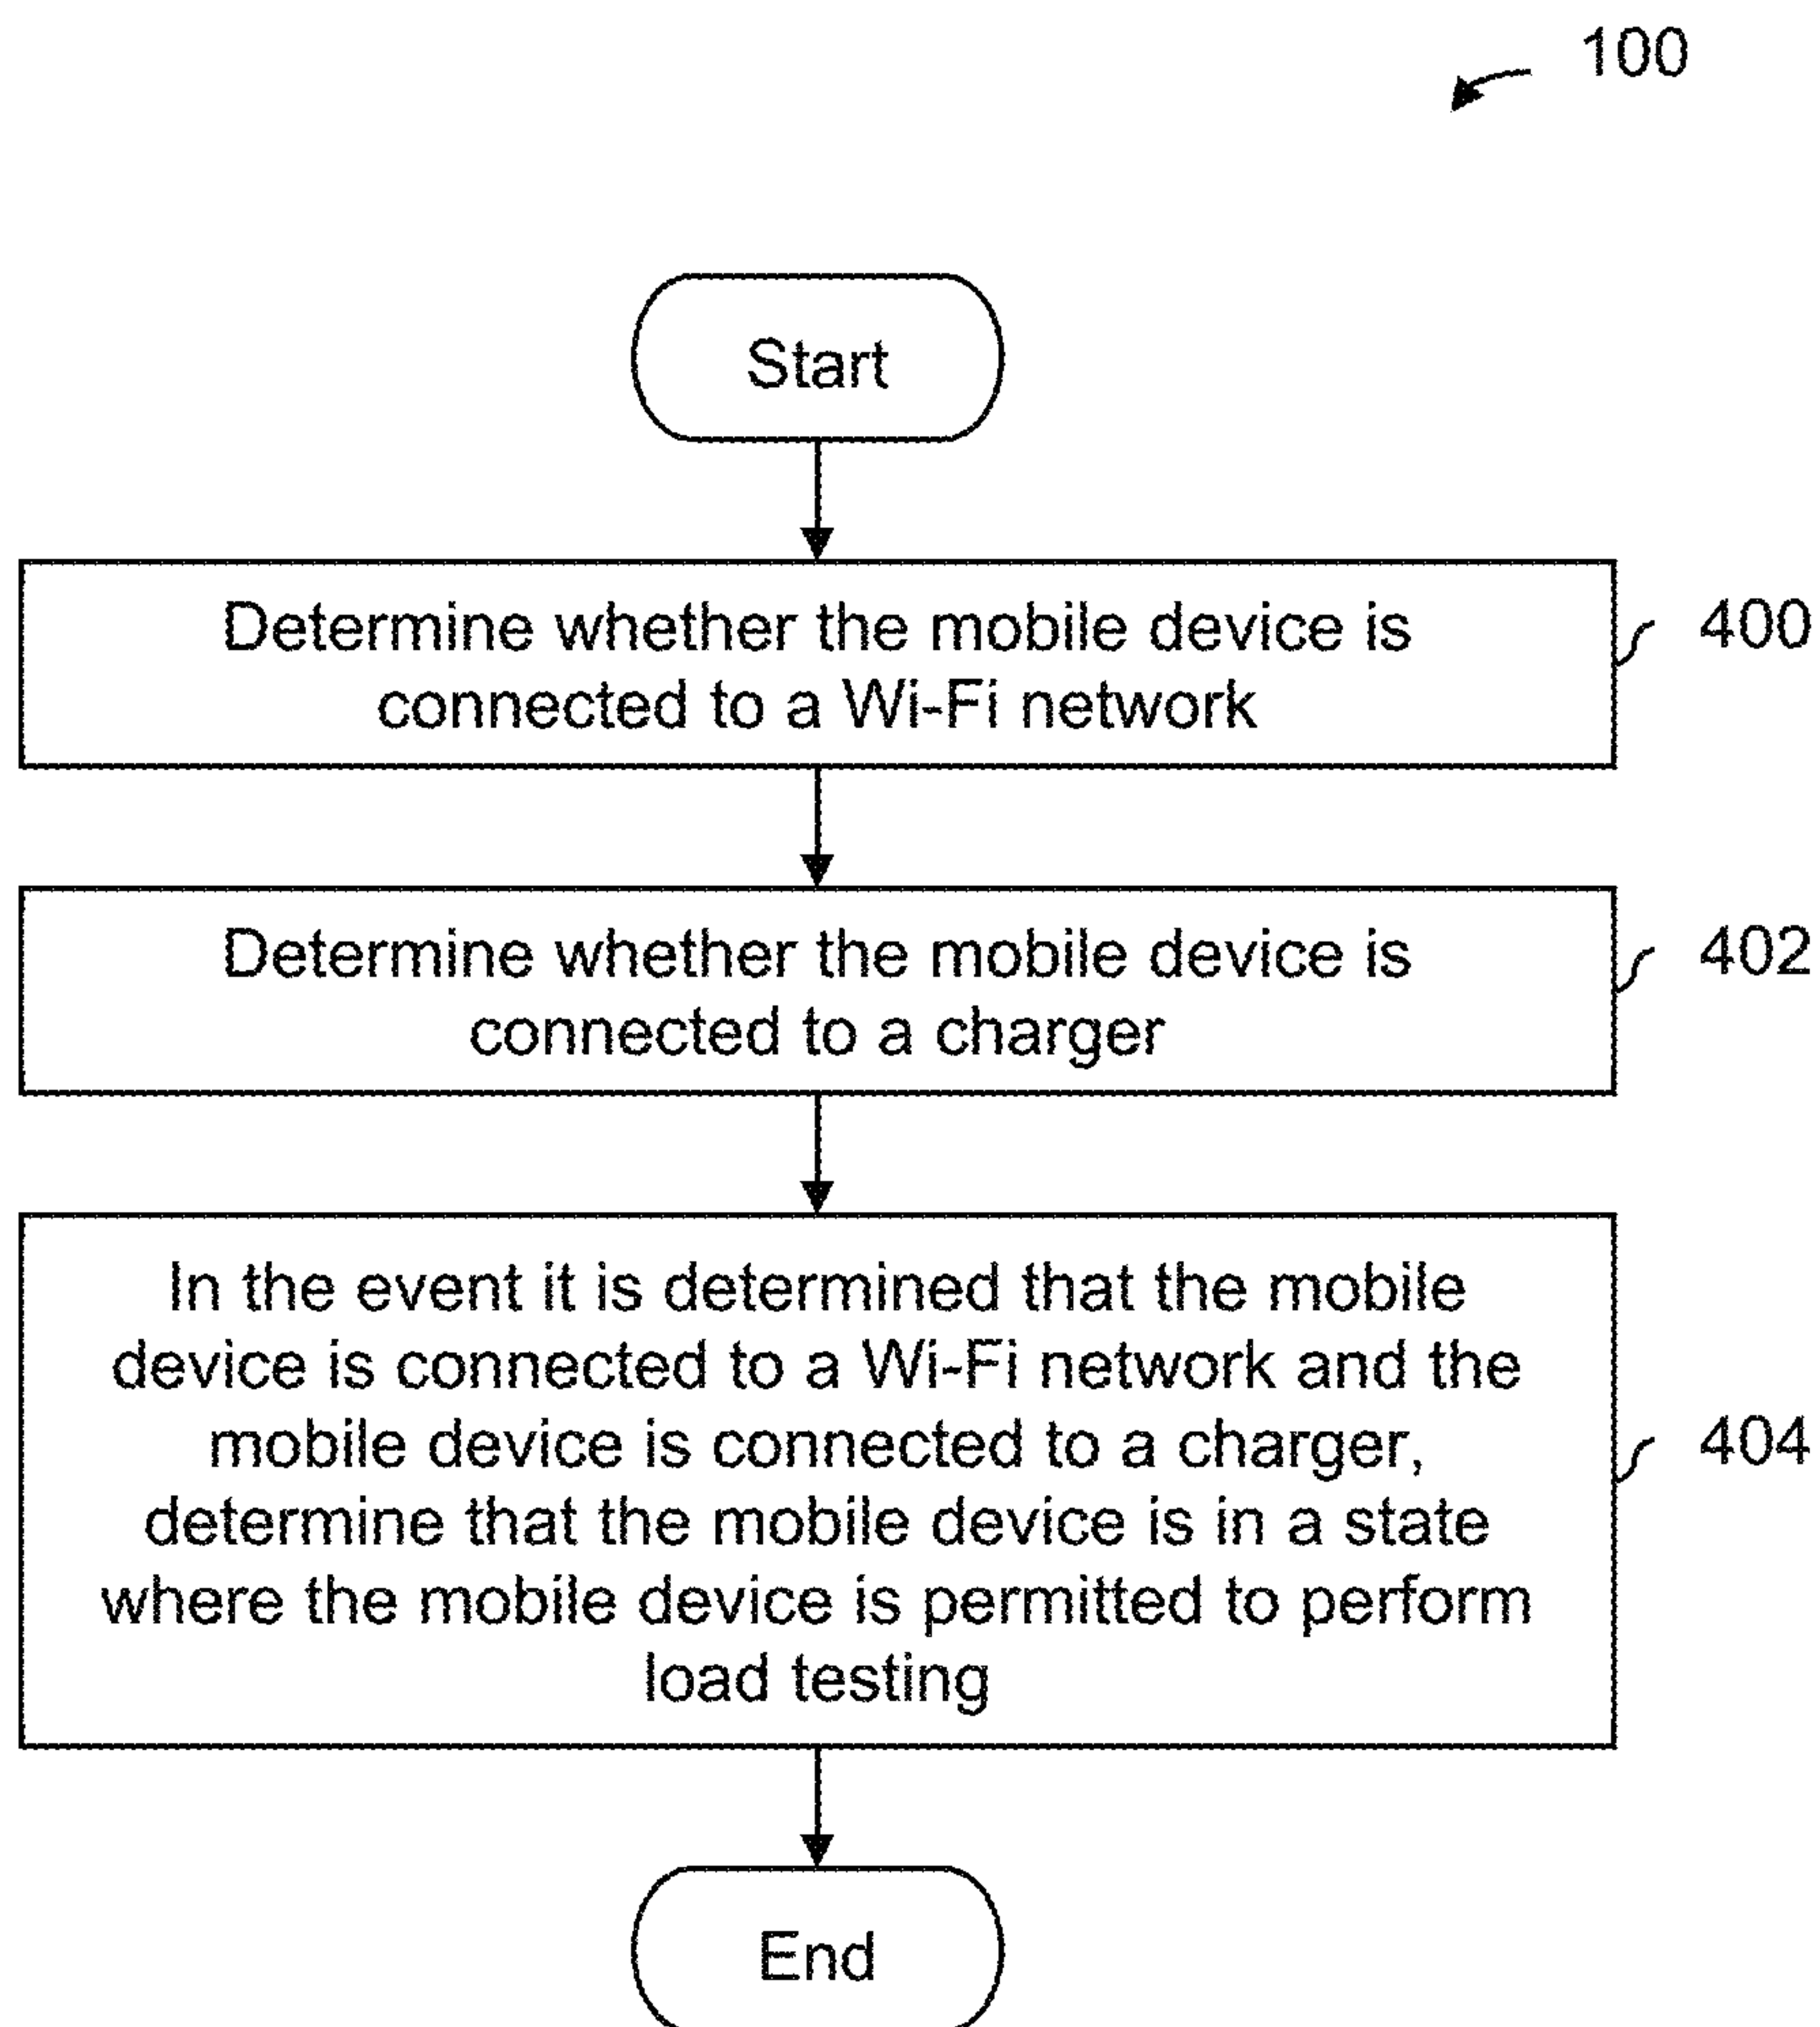 100
Start
Determine whether the mobile device is
connected to a Wi-Fi network
400
Determine whether the mobile device is
connected to a charger
402
In the event it is determined that the mobile
device is connected to a Wi-Fi network and the
mobile device is connected to a charger,
determine that the mobile device is in a state
where the mobile device is permitted to perform
load testing
404
End